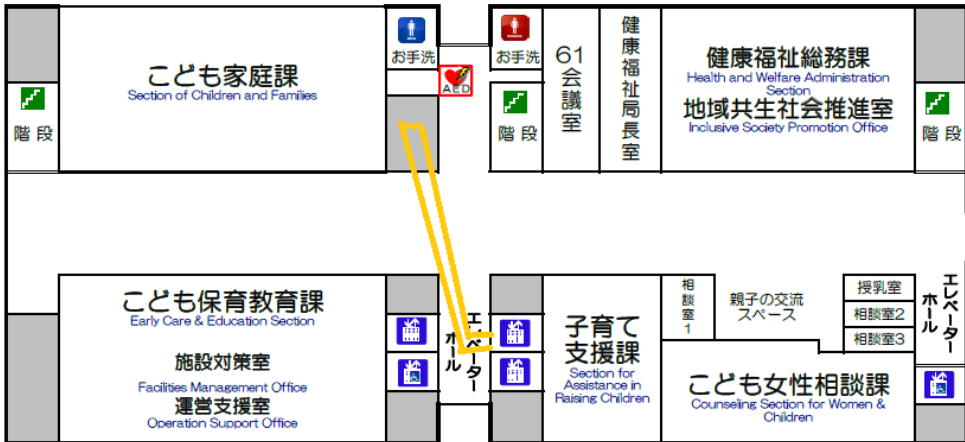 こども家庭課
Section of Children and Families
階段
お手洗
AED
お手洗
階段
61会議室
健康福祉局長室
健康福祉総務課
Health and Welfare Administration
Section
地域共生社会推進室
Inclusive Society Promotion Office
階段
こども保育教育課
Early Care & Education Section
施設対策室
Facilities Management Office
運営支援室
Operation Support Office
エレベーター
ホール
子育て
支援課
Section for
Assistance in
Raising Children
相談室1
親子の交流
スペース
授乳室
相談室2
相談室3
こども女性相談課
Counseling Section for Women &
Children
エレベーター
ホール